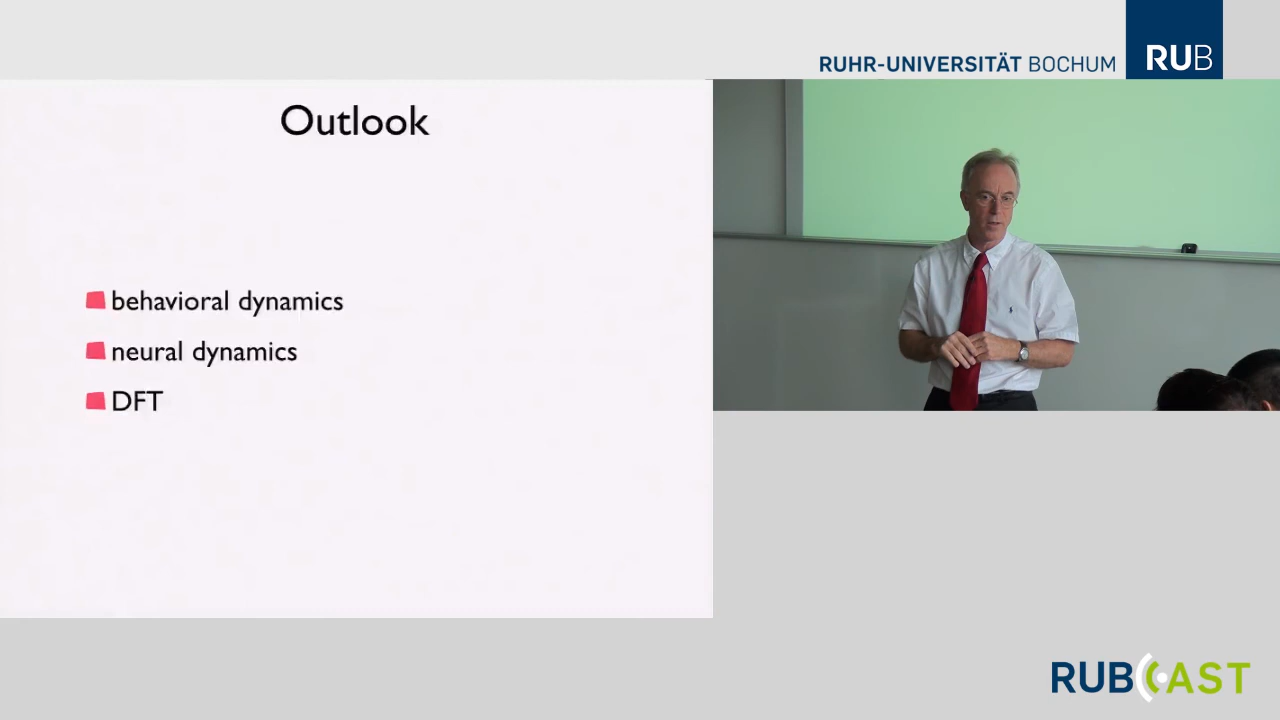 RUHR-UNIVERSITÄT BOCHUM
RUB
Outlook
behavioral dynamics
neural dynamics
DFT
RUBCAST